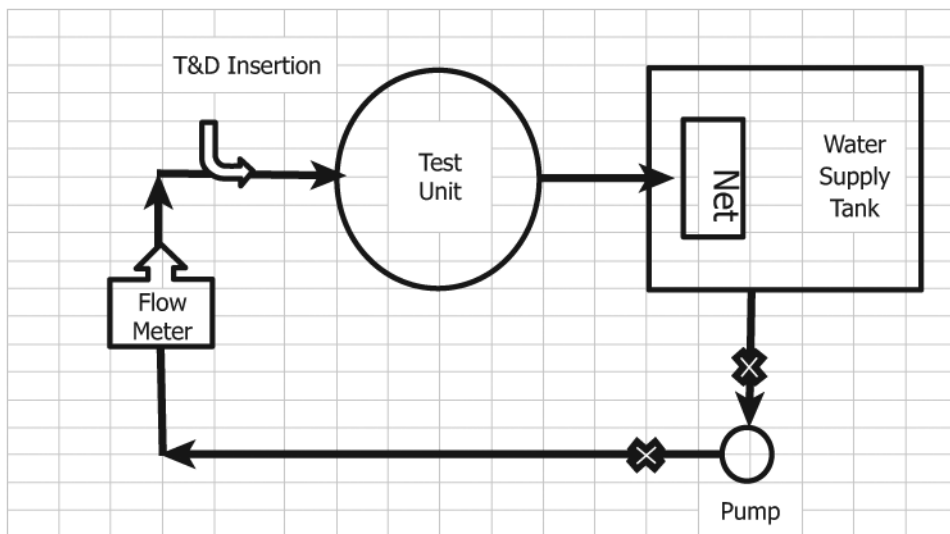 T&D Insertion
Test
Unit
Net
Water
Supply
Tank
Flow
Meter
Pump